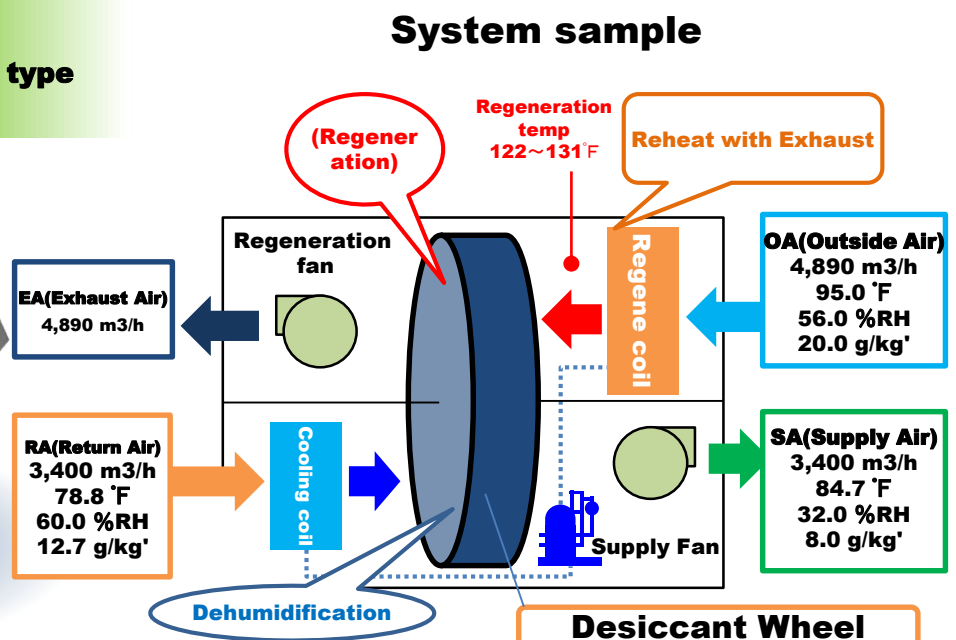 System sample
type
(Regener
ation)
Regeneration
temp
122～131℉
Reheat with Exhaust
Regeneration
fan
Regene coil
OA(Outside Air)
4,890 m3/h
95.0 ℉
56.0 %RH
20.0 g/kg'
EA(Exhaust Air)
4,890 m3/h
RA(Return Air)
3,400 m3/h
78.8 ℉
60.0 %RH
12.7 g/kg'
Cooling coil
SA(Supply Air)
3,400 m3/h
84.7 ℉
32.0 %RH
8.0 g/kg'
Supply Fan
Dehumidification
Desiccant Wheel